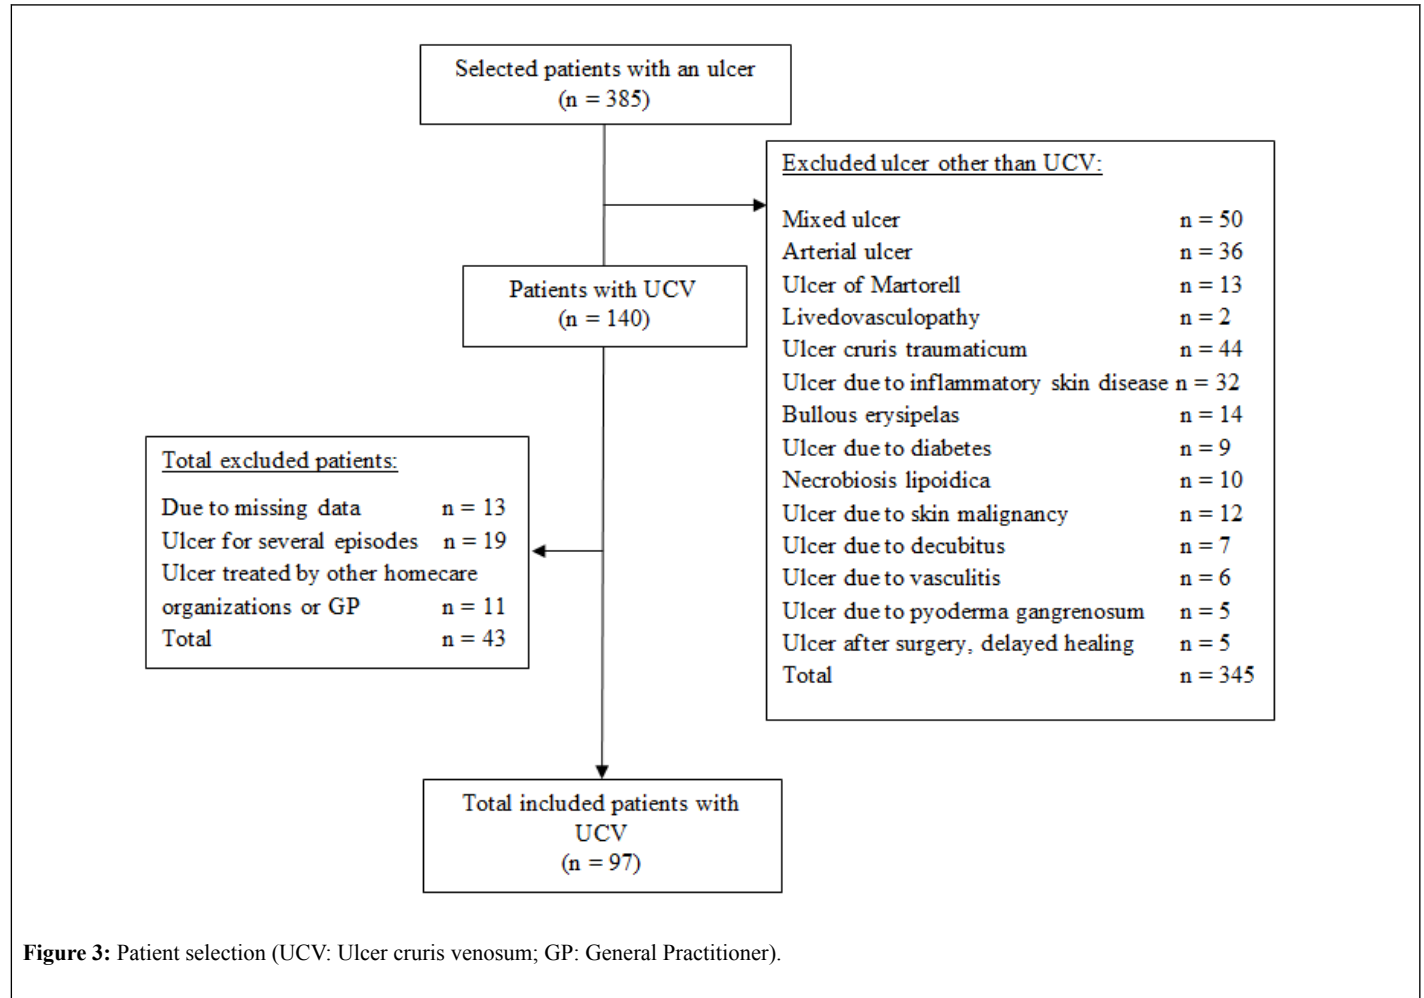 Selected patients with an ulcer
(n = 385)
Excluded ulcer other than UCV:
Mixed ulcer n = 50
Arterial ulcer n = 36
Ulcer of Martorell n = 13
Livedovasculopathy n = 2
Ulcer cruris traumaticum n = 44
Ulcer due to inflammatory skin disease n = 32
Bullous erysipelas n = 14
Ulcer due to diabetes n = 9
Necrobiosis lipoidica n = 10
Ulcer due to skin malignancy n = 12
Ulcer due to decubitus n = 7
Ulcer due to vasculitis n = 6
Ulcer due to pyoderma gangrenosum n = 5
Ulcer after surgery, delayed healing n = 5
Total n = 345
Patients with UCV
(n = 140)
Total excluded patients:
Due to missing data n = 13
Ulcer for several episodes n = 19
Ulcer treated by other homecare
organizations or GP n = 11
Total n = 43
Total included patients with
UCV
(n = 97)
Figure 3: Patient selection (UCV: Ulcer cruris venosum; GP: General Practitioner).